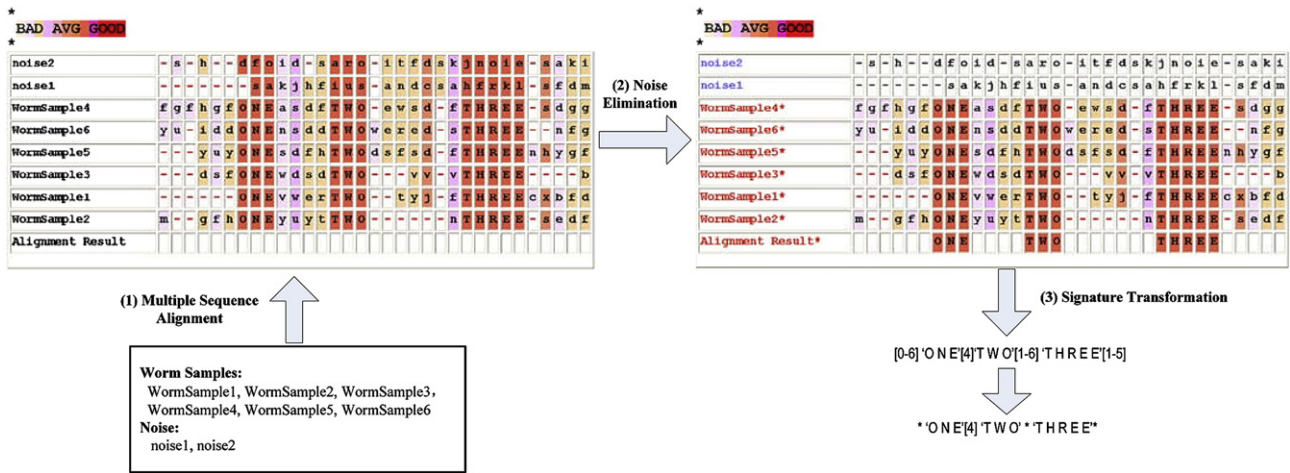 *
BAD AVG GOOD
*
noise2 - s - h - - d f o i d - s a r o - i t f d s k j n o i e - s a k i
noise1 - - - - - - - s a k j h f i u s - a n d c s a h f r k l - s f d m
WormSample4 f g f h g f O N E a s d f T W O - e w s d - f T H R E E - s d g g
WormSample6 y u - i d d O N E n s d d T W O w e r e d - s T H R E E - - n f g
WormSample5 - - - y u y O N E s d f h T W O d s f s d - f T H R E E n h y g f
WormSample3 - - - d s f O N E w d s d T W O - - - v v - v T H R E E - - - - b
WormSample1 - - - - - - O N E v w e r T W O - - t y j - f T H R E E c x b f d
WormSample2 m - - g f h O N E y u y t T W O - - - - - - n T H R E E - s e d f
Alignment Result
(2) Noise
Elimination
*
BAD AVG GOOD
*
noise2 - s - h - - d f o i d - s a r o - i t f d s k j n o i e - s a k i
noise1 - - - - - - - s a k j h f i u s - a n d c s a h f r k l - s f d m
WormSample4* f g f h g f O N E a s d f T W O - e w s d - f T H R E E - s d g g
WormSample6* y u - i d d O N E n s d d T W O w e r e d - s T H R E E - - n f g
WormSample5* - - - y u y O N E s d f h T W O d s f s d - f T H R E E n h y g f
WormSample3* - - - d s f O N E w d s d T W O - - - v v - v T H R E E - - - - b
WormSample1* - - - - - - O N E v w e r T W O - - t y j - f T H R E E c x b f d
WormSample2* m - - g f h O N E y u y t T W O - - - - - - n T H R E E - s e d f
Alignment Result* O N E T W O T H R E E
(1) Multiple Sequence
Alignment
Worm Samples:
WormSample1, WormSample2, WormSample3,
WormSample4, WormSample5, WormSample6
Noise:
noise1, noise2
(3) Signature Transformation
[0-6] 'O N E'[4]'T W O'[1-6] 'T H R E E'[1-5]
* 'O N E'[4] 'T W O' * 'T H R E E'*